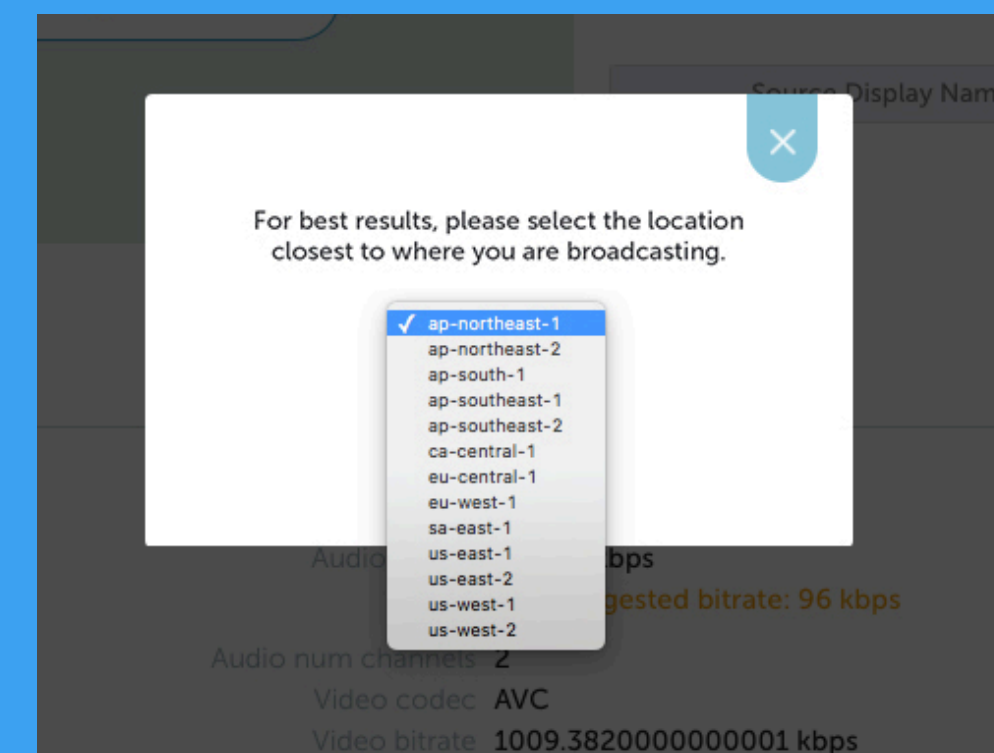 Source Display Nam
For best results, please select the location
closest to where you are broadcasting.
✓ ap-northeast-1
ap-northeast-2
ap-south-1
ap-southeast-1
ap-southeast-2
ca-central-1
eu-central-1
eu-west-1
sa-east-1
us-east-1
us-east-2
us-west-1
us-west-2
Audio bps
gested bitrate: 96 kbps
Audio num channels 2
Video codec AVC
Video bitrate 1009.3820000000001 kbps